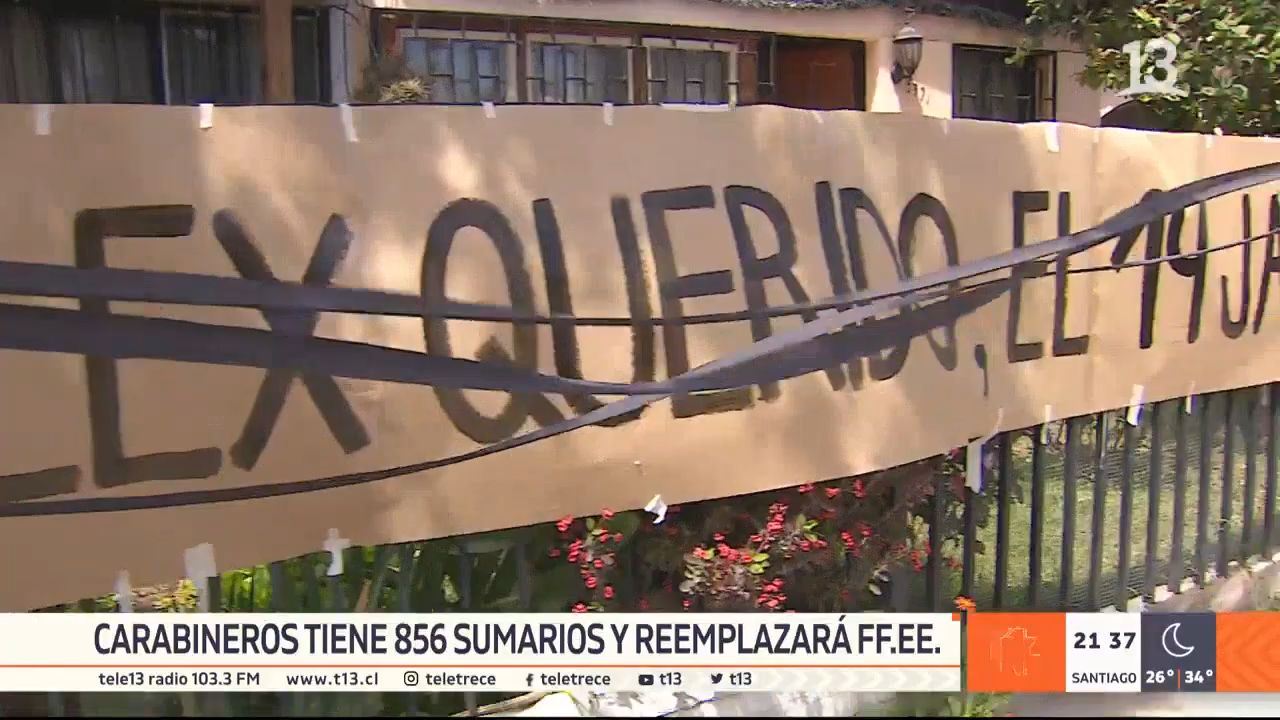 13
EX QUERIDO, EL 19 JA
CARABINEROS TIENE 856 SUMARIOS Y REEMPLAZARÁ FF.EE.
tele13 radio 103.3 FM www.t13.cl teletrece teletrece t13 t13
21 37
SANTIAGO 26° 34°